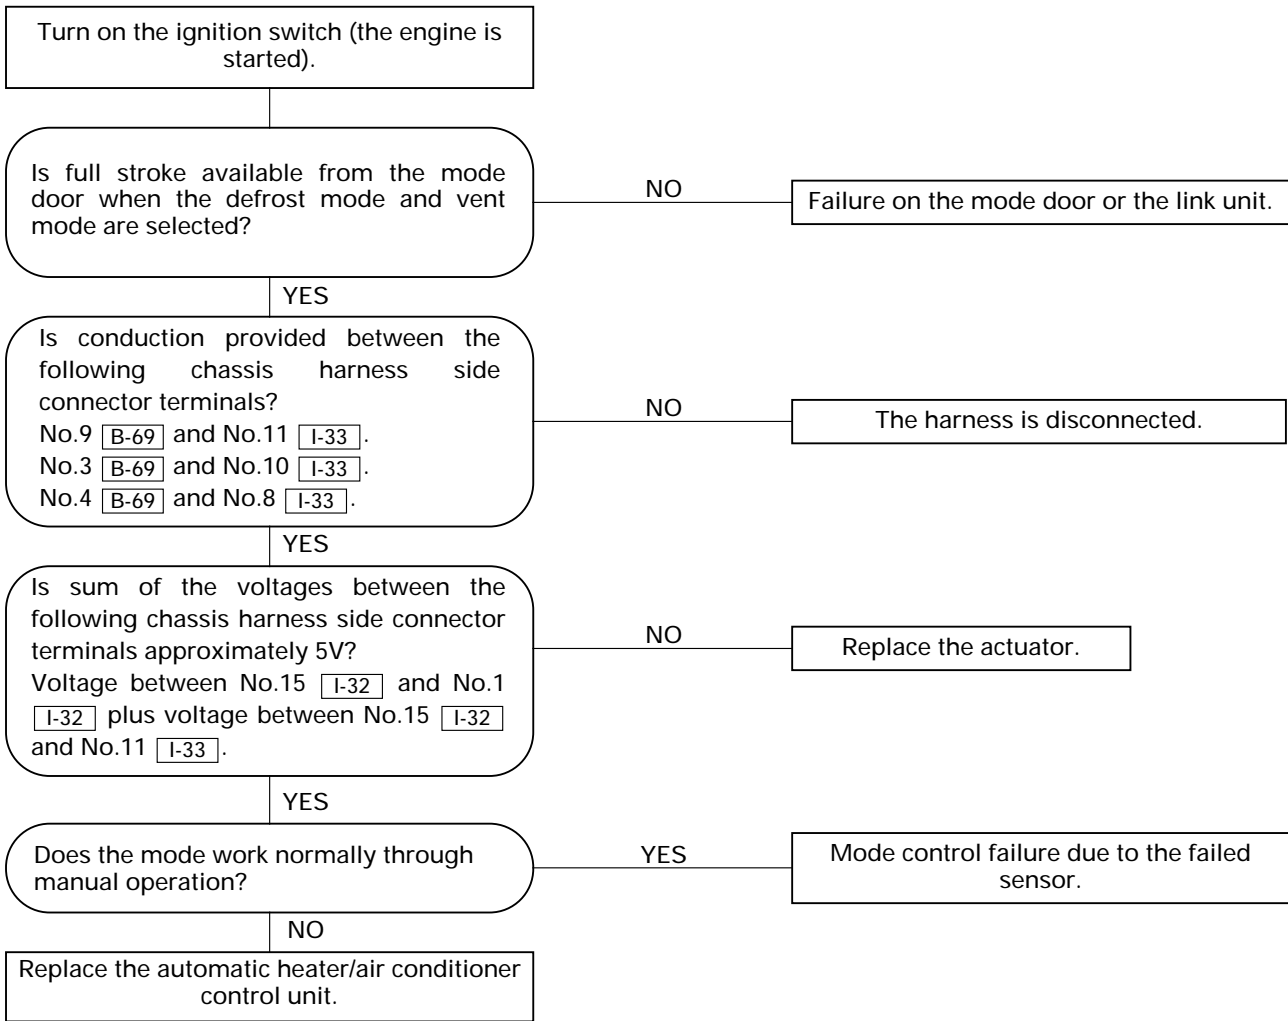 Turn on the ignition switch (the engine is
started).
Is full stroke available from the mode
door when the defrost mode and vent
mode are selected?
NO
Failure on the mode door or the link unit.
YES
Is conduction provided between the
following chassis harness side
connector terminals?
No.9 B-69 and No.11 I-33 .
No.3 B-69 and No.10 I-33 .
No.4 B-69 and No.8 I-33 .
NO
The harness is disconnected.
YES
Is sum of the voltages between the
following chassis harness side connector
terminals approximately 5V?
Voltage between No.15 I-32 and No.1
I-32 plus voltage between No.15 I-32
and No.11 I-33 .
NO
Replace the actuator.
YES
Does the mode work normally through
manual operation?
YES
Mode control failure due to the failed
sensor.
NO
Replace the automatic heater/air conditioner
control unit.